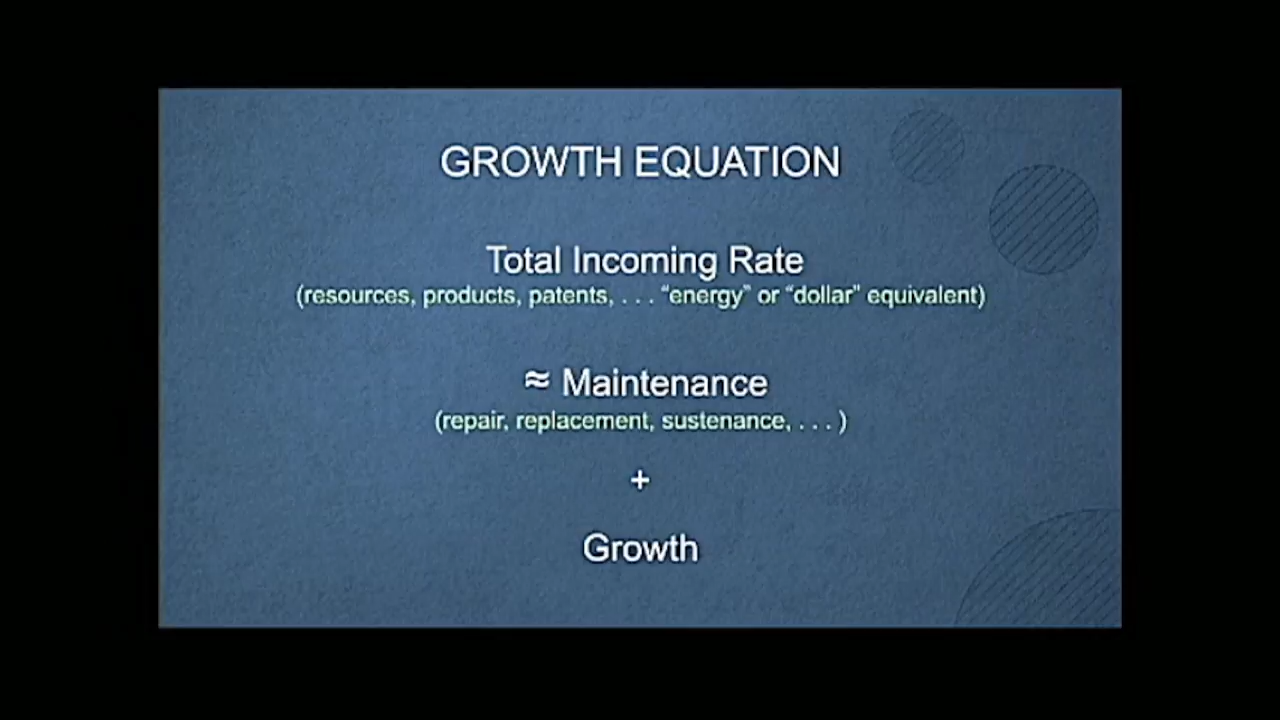 GROWTH EQUATION
Total Incoming Rate
(resources, products, patents, . . . “energy” or “dollar” equivalent)
≈ Maintenance
(repair, replacement, sustenance, . . . )
+
Growth